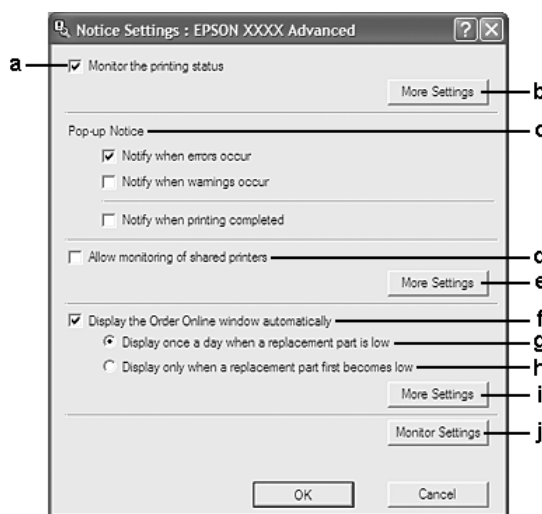 Notice Settings : EPSON XXXX Advanced
a
Monitor the printing status
More Settings
b
Pop-up Notice
c
Notify when errors occur
Notify when warnings occur
Notify when printing completed
Allow monitoring of shared printers
d
More Settings
e
Display the Order Online window automatically
f
Display once a day when a replacement part is low
g
Display only when a replacement part first becomes low
h
More Settings
i
Monitor Settings
j
OK
Cancel